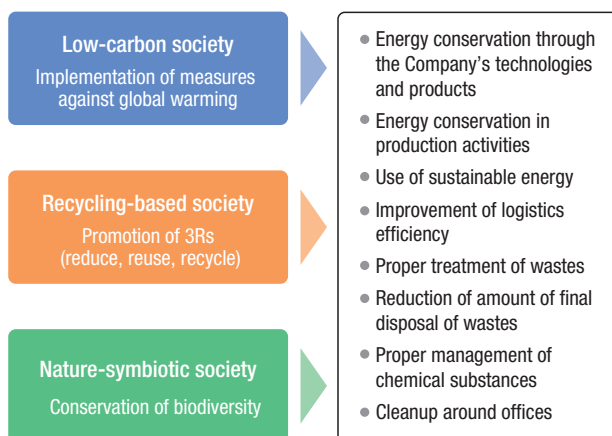 Low-carbon society
Implementation of measures
against global warming
Recycling-based society
Promotion of 3Rs
(reduce, reuse, recycle)
Nature-symbiotic society
Conservation of biodiversity
● Energy conservation through
the Company's technologies
and products
● Energy conservation in
production activities
● Use of sustainable energy
● Improvement of logistics
efficiency
● Proper treatment of wastes
● Reduction of amount of final
disposal of wastes
● Proper management of
chemical substances
● Cleanup around offices